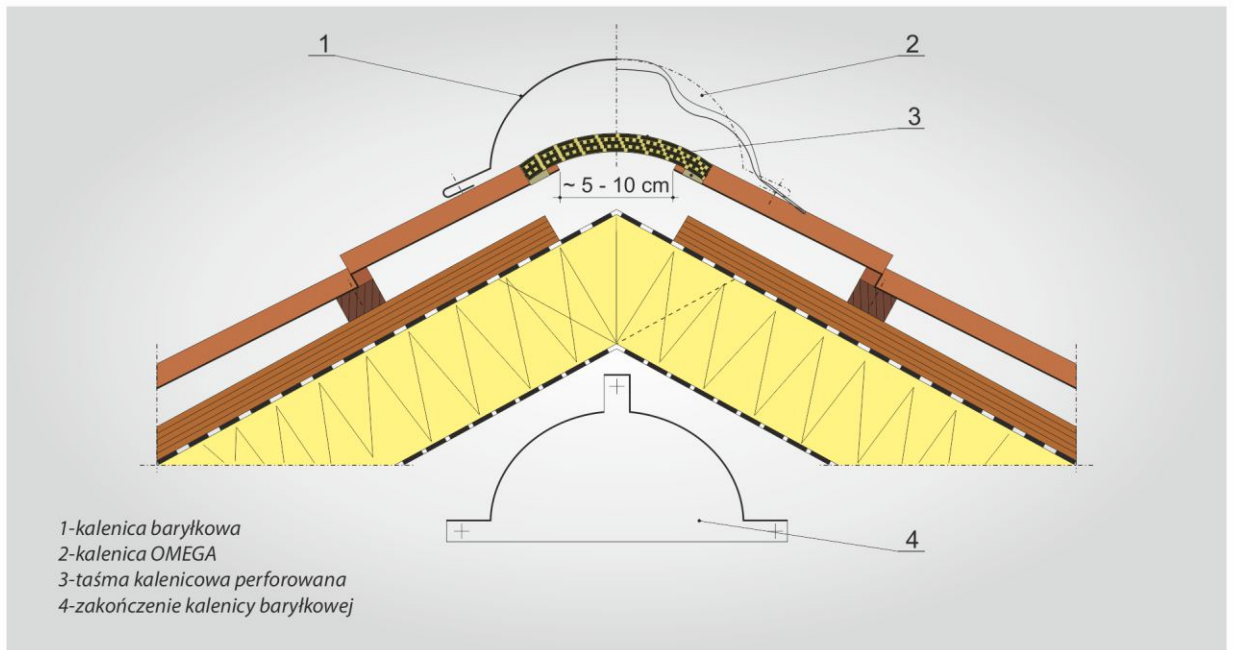 1
2
3
~ 5 - 10 cm
4
1-kalenica baryłkowa
2-kalenica OMEGA
3-taśma kalenicowa perforowana
4-zakończenie kalenicy baryłkowej